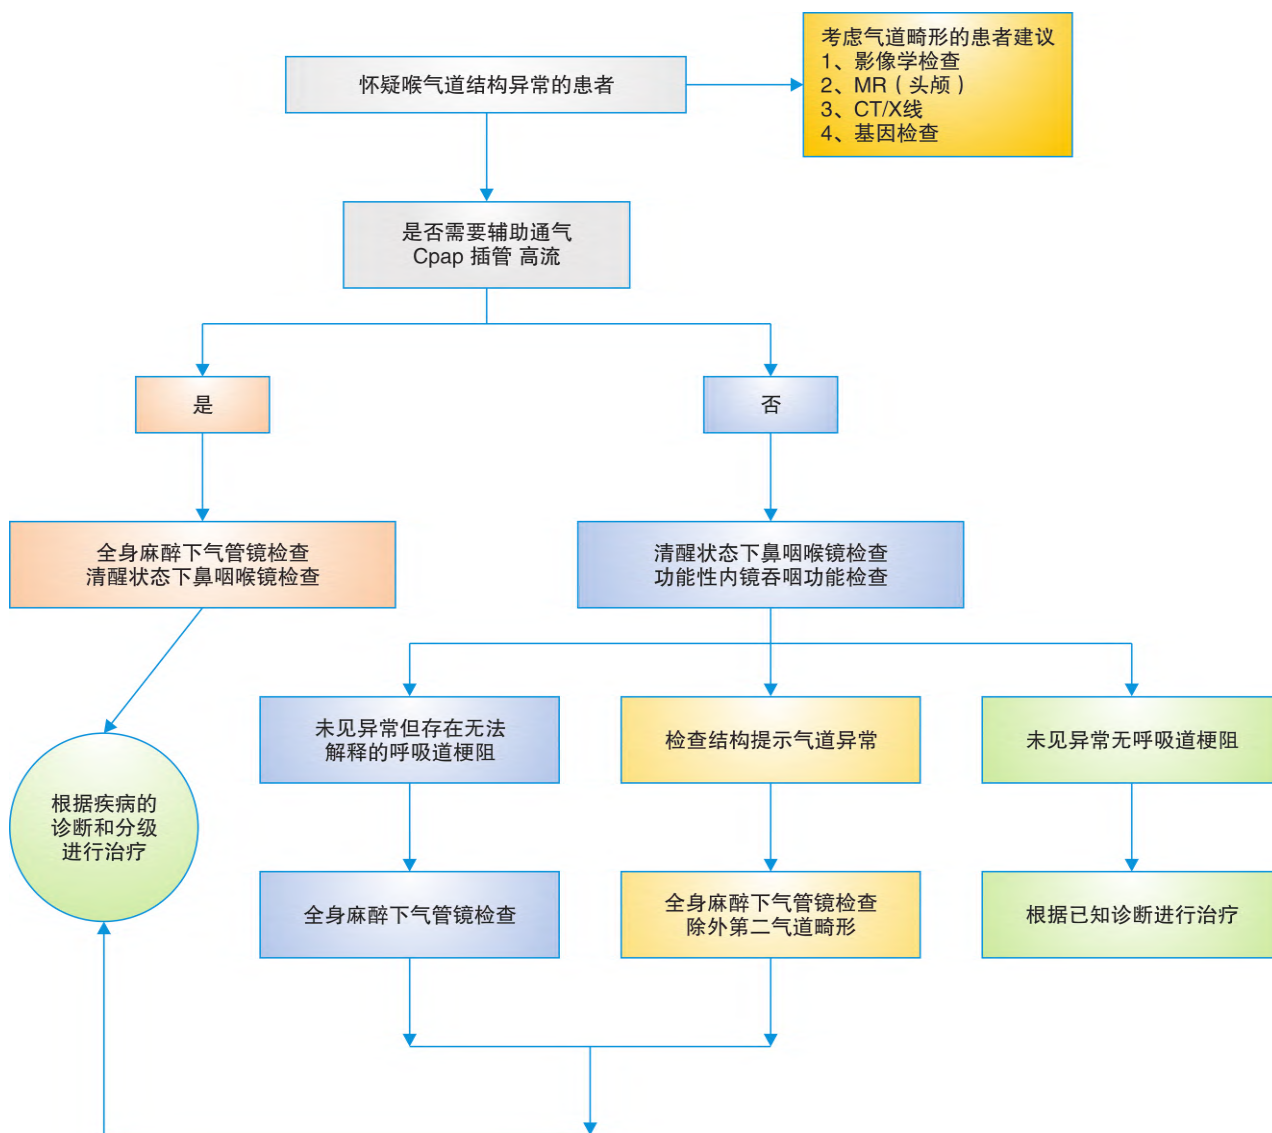 怀疑喉气道结构异常的患者
考虑气道畸形的患者建议
1、影像学检查
2、MR（头颅）
3、CT/X线
4、基因检查
是否需要辅助通气
Cpap 插管 高流
是
否
全身麻醉下气管镜检查
清醒状态下鼻咽喉镜检查
清醒状态下鼻咽喉镜检查
功能性内镜吞咽功能检查
未见异常但存在无法
解释的呼吸道梗阻
检查结构提示气道异常
未见异常无呼吸道梗阻
根据疾病的
诊断和分级
进行治疗
全身麻醉下气管镜检查
全身麻醉下气管镜检查
除外第二气道畸形
根据已知诊断进行治疗